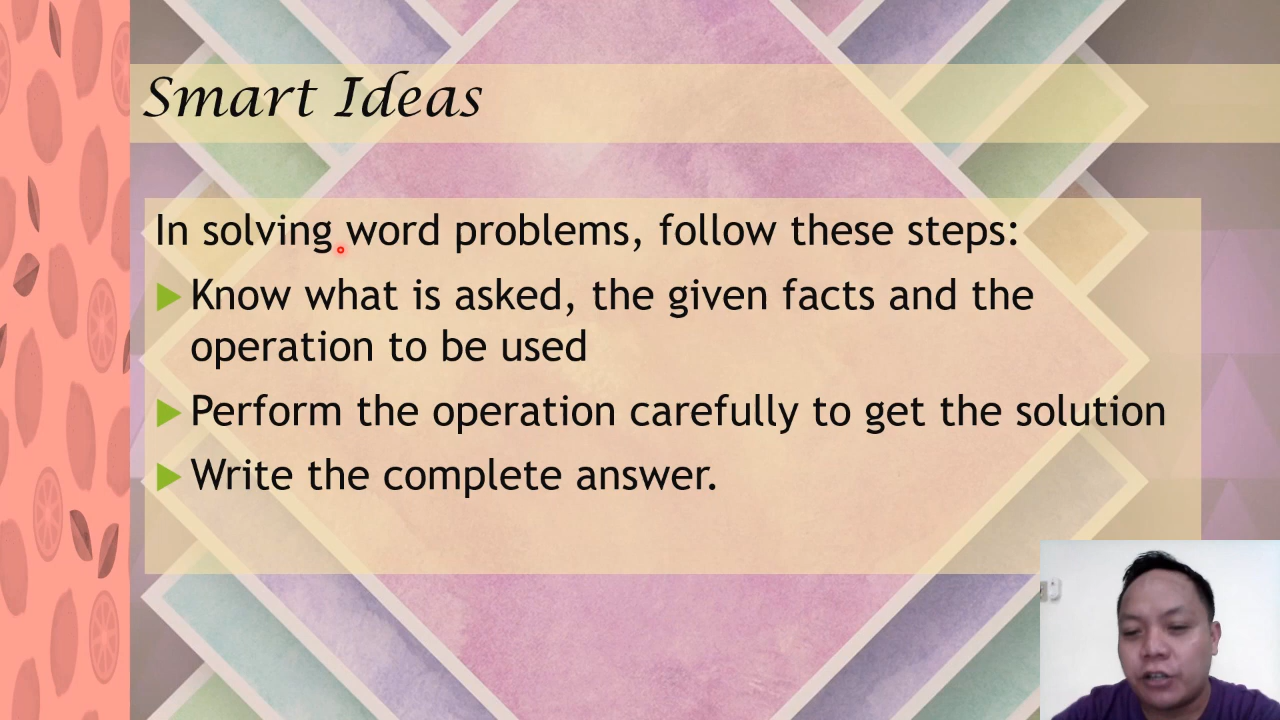 Smart Ideas
In solving word problems, follow these steps:
Know what is asked, the given facts and the
operation to be used
Perform the operation carefully to get the solution
Write the complete answer.